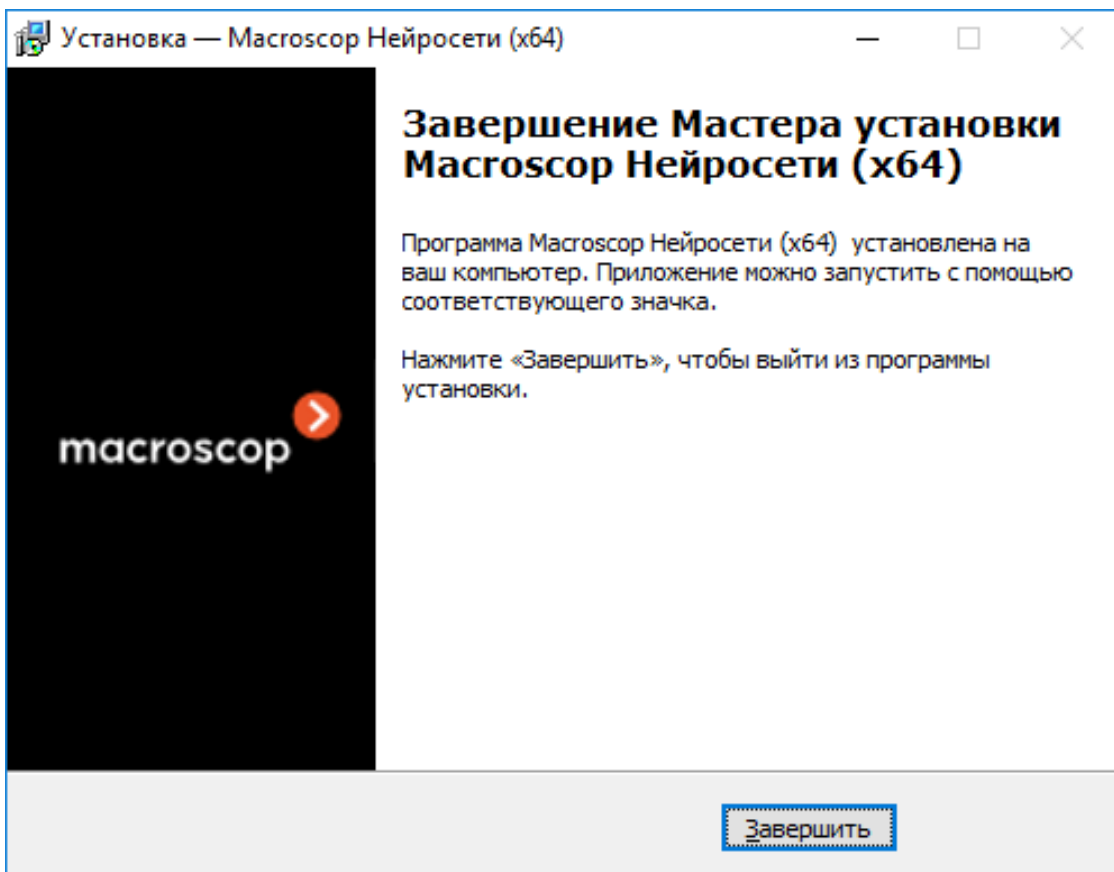 Установка — Macroscop Нейросети (x64)
Завершение Мастера установки
Macroscop Нейросети (x64)
Программа Macroscop Нейросети (x64)  установлена на
ваш компьютер. Приложение можно запустить с помощью
соответствующего значка.
Нажмите «Завершить», чтобы выйти из программы
установки.
macroscop
Завершить